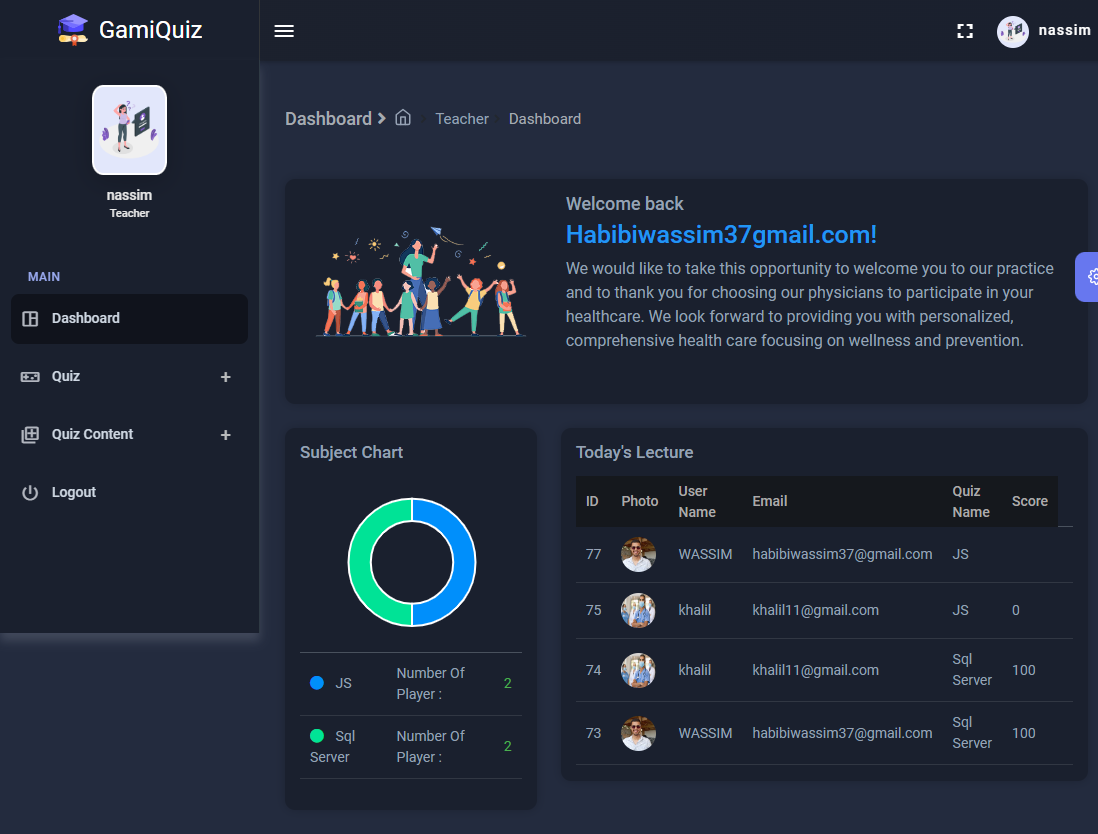 GamiQuiz
nassim
nassim
Teacher
MAIN
Dashboard
Quiz +
Quiz Content +
Logout
Dashboard Teacher Dashboard
Welcome back
Habibiwassim37gmail.com!
We would like to take this opportunity to welcome you to our practice
and to thank you for choosing our physicians to participate in your
healthcare. We look forward to providing you with personalized,
comprehensive health care focusing on wellness and prevention.
Subject Chart
JS Number Of Player : 2
Sql Server Number Of Player : 2
Today's Lecture
ID Photo User Name Email Quiz Name Score
77 WASSIM habibiwassim37@gmail.com JS
75 khalil khalil11@gmail.com JS 0
74 khalil khalil11@gmail.com Sql Server 100
73 WASSIM habibiwassim37@gmail.com Sql Server 100